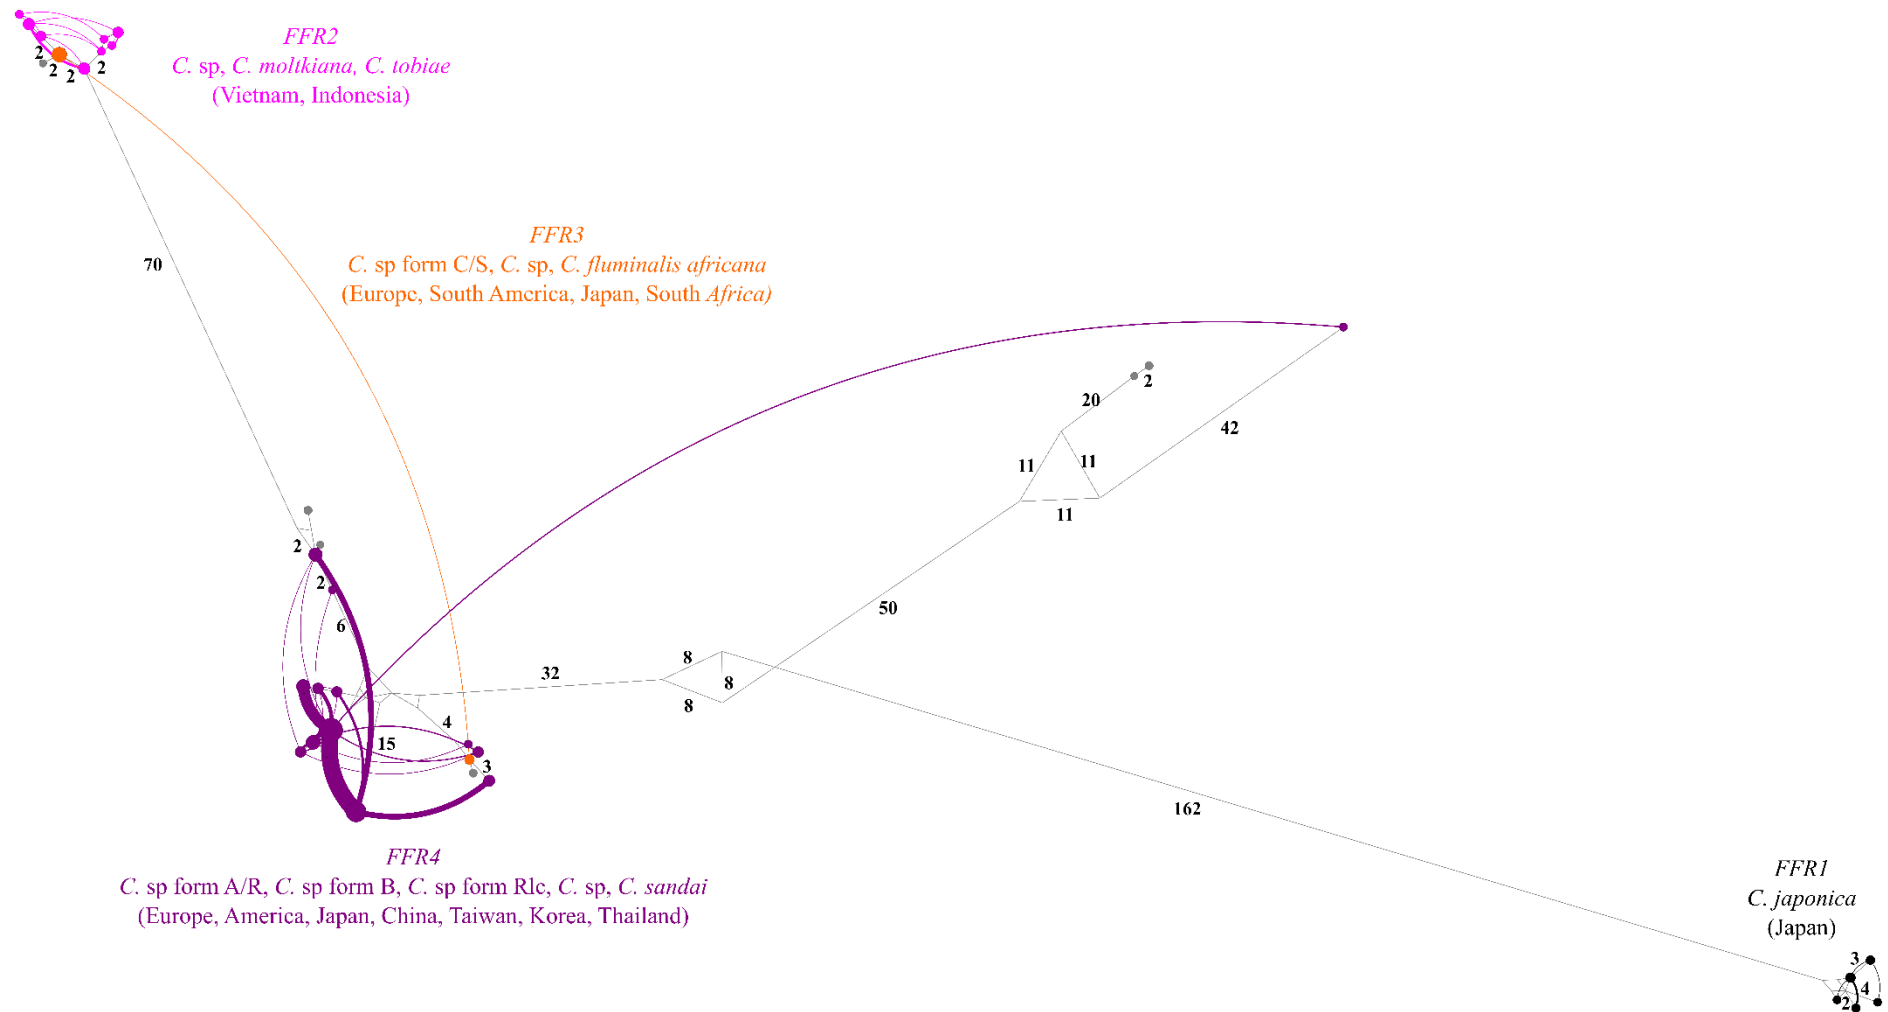 FFR2
C. sp, C. moltkiana, C. tobiae
(Vietnam, Indonesia)
2
2
2
2
70
FFR3
C. sp form C/S, C. sp, C. fluminalis africana
(Europe, South America, Japan, South Africa)
2
20
42
11
11
11
2
2
50
6
32
8
8
8
4
15
3
162
FFR4
C. sp form A/R, C. sp form B, C. sp form Rlc, C. sp, C. sandai
(Europe, America, Japan, China, Taiwan, Korea, Thailand)
FFR1
C. japonica
(Japan)
3
4
2